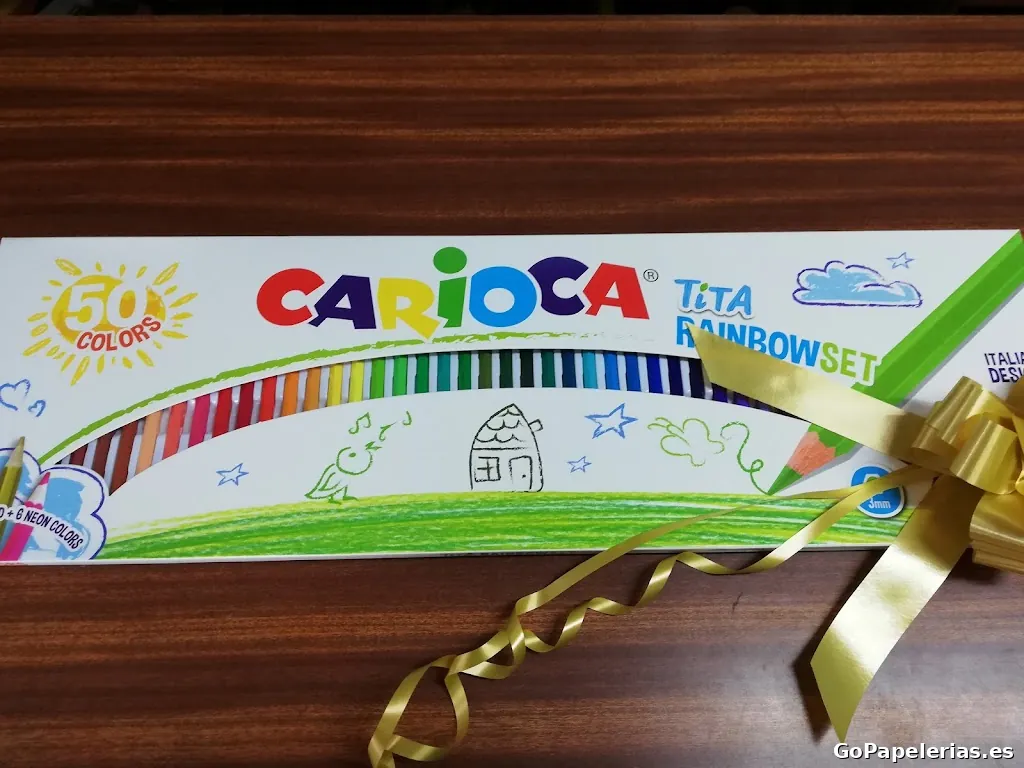 50
COLORS
CARiOCA®
TiTA
RAINBOWSET
+ 6 NEON COLORS
3mm
GoPapelerias.es